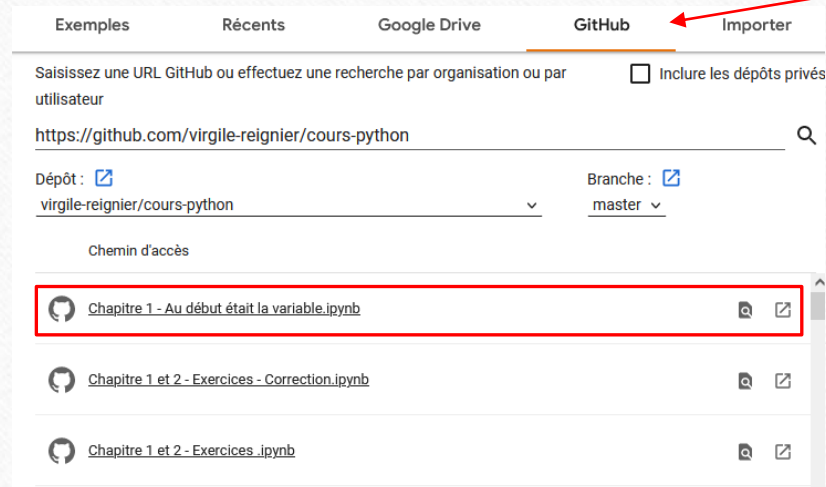 Exemples Récents Google Drive GitHub Importer
Saisissez une URL GitHub ou effectuez une recherche par organisation ou par
utilisateur
Inclure les dépôts privés
https://github.com/virgile-reignier/cours-python
Dépôt : Branche :
virgile-reignier/cours-python master
Chemin d'accès
Chapitre 1 - Au début était la variable.ipynb
Chapitre 1 et 2 - Exercices - Correction.ipynb
Chapitre 1 et 2 - Exercices .ipynb